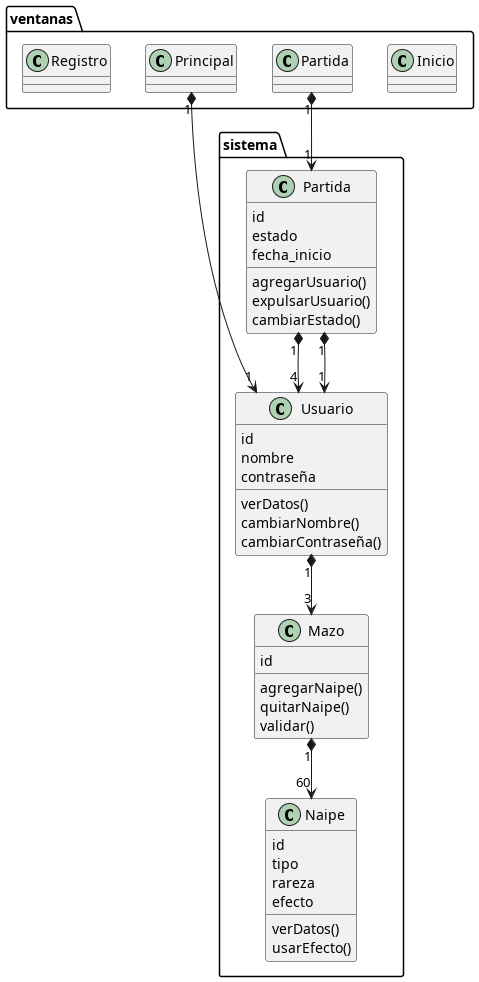 ventanas
C Registro
C Principal
C Partida
C Inicio
1
1
sistema
1
C Partida
id
estado
fecha_inicio
agregarUsuario()
expulsarUsuario()
cambiarEstado()
1
1
1
4
1
C Usuario
id
nombre
contraseña
verDatos()
cambiarNombre()
cambiarContraseña()
1
3
C Mazo
id
agregarNaipe()
quitarNaipe()
validar()
1
60
C Naipe
id
tipo
rareza
efecto
verDatos()
usarEfecto()